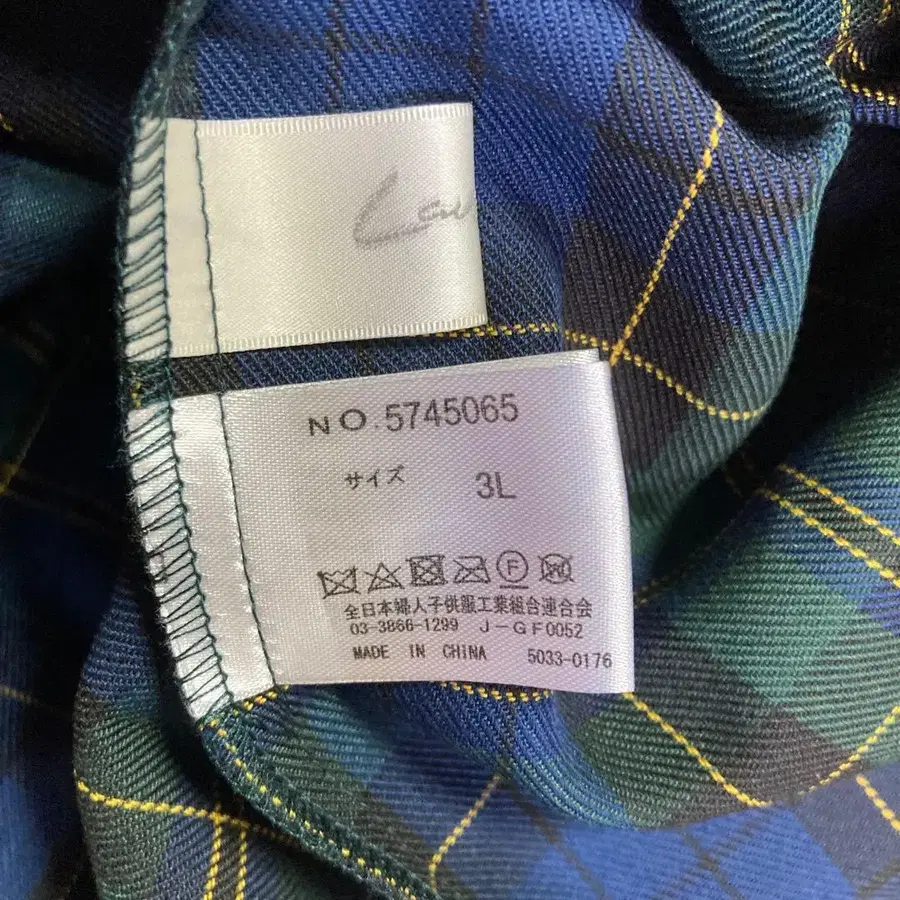 NO.5745065
サイズ 3L
F W
全日本婦人子供服工業組合連合会
03-3866-1299 J-GF0052
MADE IN CHINA 5033-0176